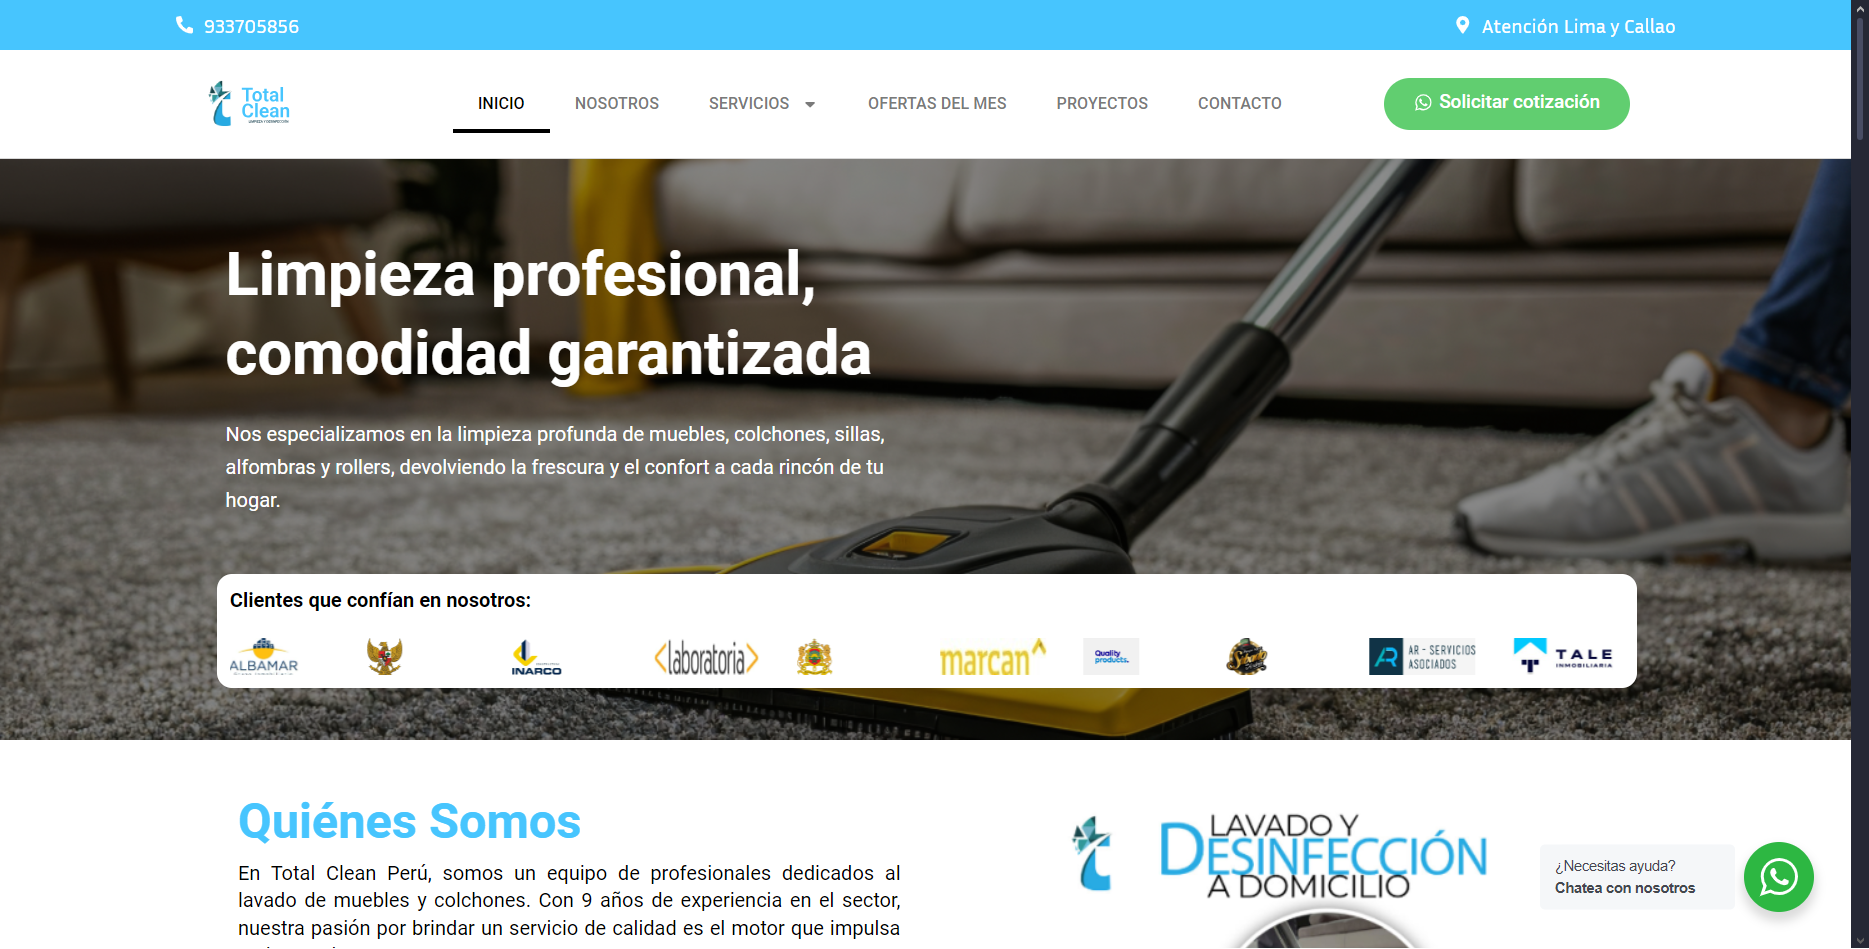 933705856
Atención Lima y Callao
Total
Clean
INICIO
NOSOTROS
SERVICIOS
OFERTAS DEL MES
PROYECTOS
CONTACTO
Solicitar cotización
Limpieza profesional,
comodidad garantizada
Nos especializamos en la limpieza profunda de muebles, colchones, sillas,
alfombras y rollers, devolviendo la frescura y el confort a cada rincón de tu
hogar.
Clientes que confían en nosotros:
ALBAMAR
INARCO
<laboratoria>
marcan
Quality
products.
AR - SERVICIOS
ASOCIADOS
TALE
INMOBILIARIA
Quiénes Somos
En Total Clean Perú, somos un equipo de profesionales dedicados al
lavado de muebles y colchones. Con 9 años de experiencia en el sector,
nuestra pasión por brindar un servicio de calidad es el motor que impulsa
LAVADO Y
DESINFECCIÓN
A DOMICILIO
¿Necesitas ayuda?
Chatea con nosotros